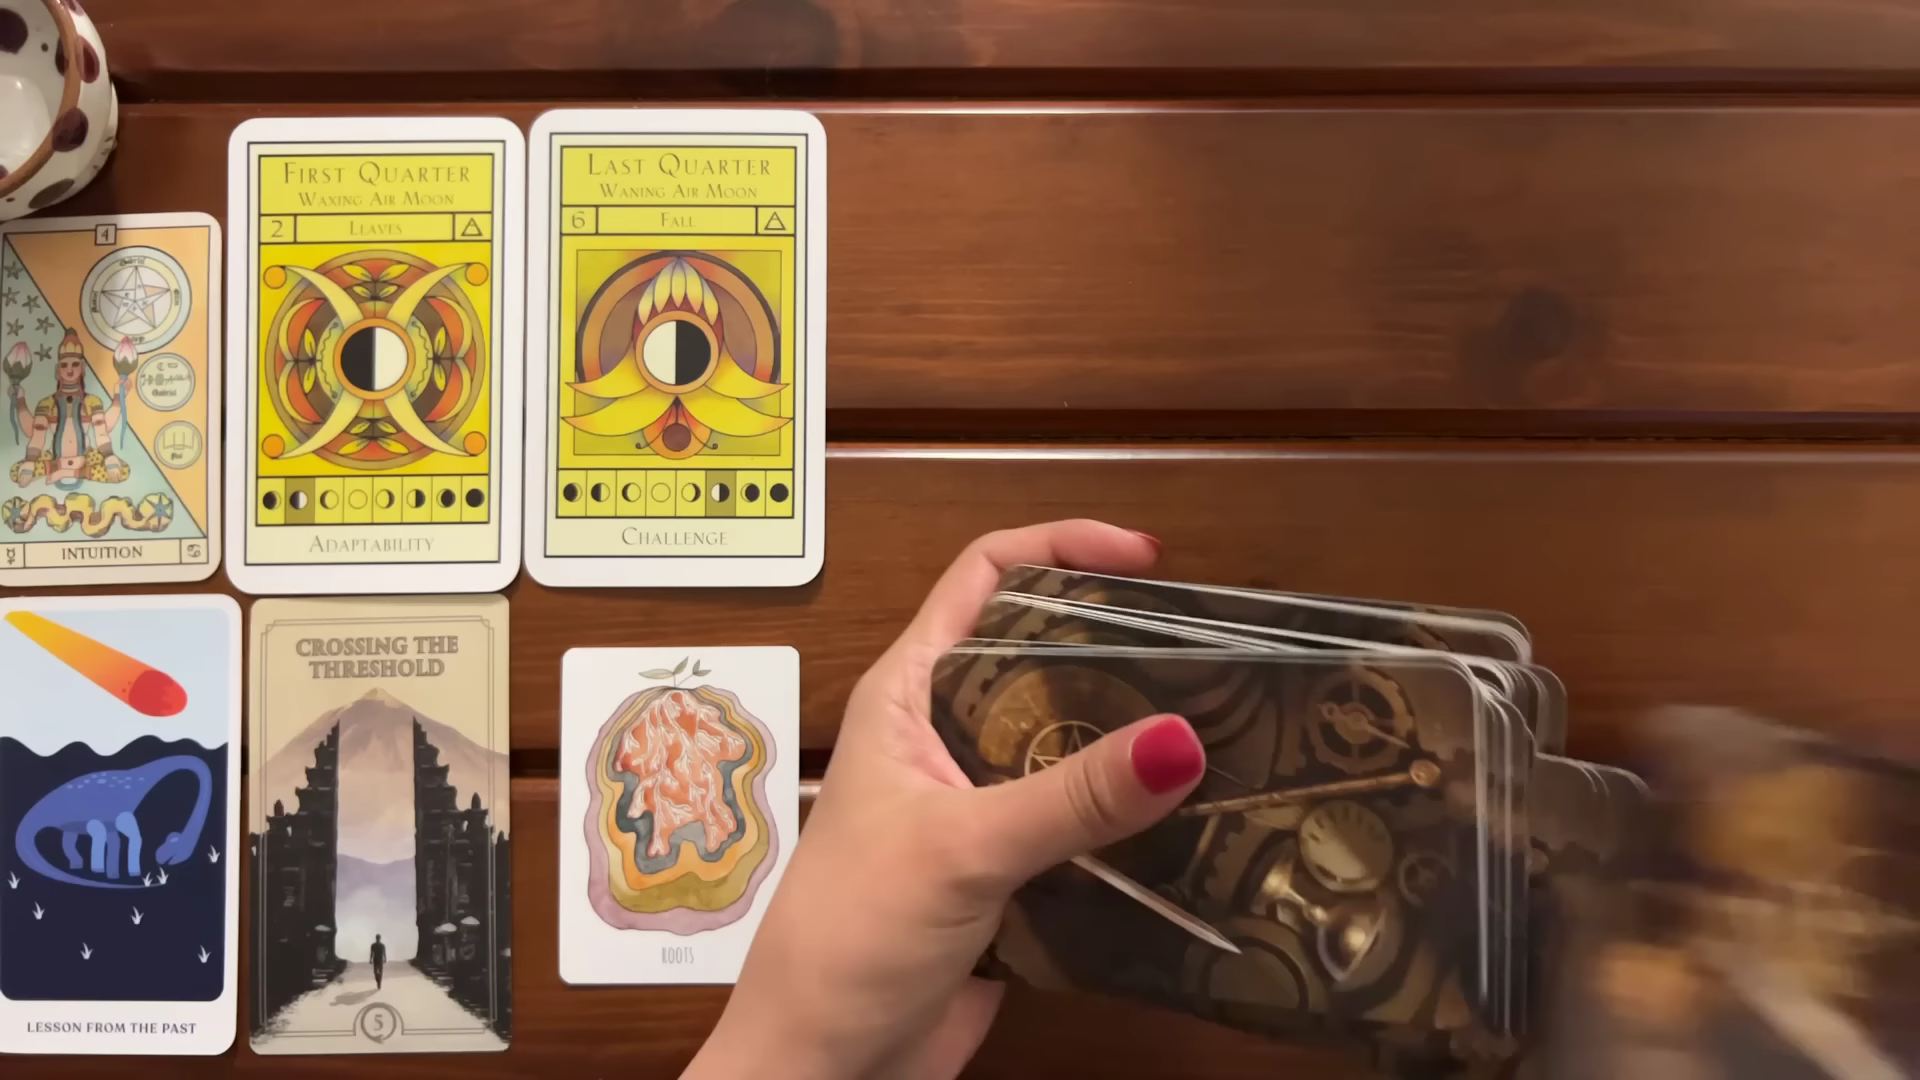 4
INTUITION
FIRST QUARTER
WAXING AIR MOON
2
LEAVES
ADAPTABILITY
LAST QUARTER
WANING AIR MOON
6
FALL
CHALLENGE
LESSON FROM THE PAST
CROSSING THE
THRESHOLD
5
ROOTS